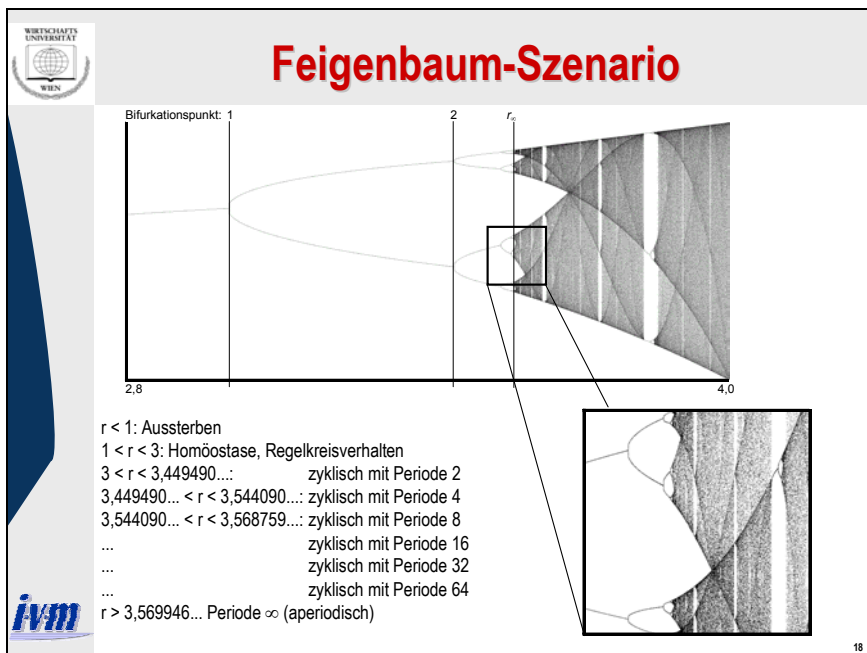 WIRTSCHAFTS
UNIVERSITÄT
WIEN
Feigenbaum-Szenario
Bifurkationspunkt: 1 2 r∞
2,8 4,0
r < 1: Aussterben
1 < r < 3: Homöostase, Regelkreisverhalten
3 < r < 3,449490...: zyklisch mit Periode 2
3,449490... < r < 3,544090...: zyklisch mit Periode 4
3,544090... < r < 3,568759...: zyklisch mit Periode 8
... zyklisch mit Periode 16
... zyklisch mit Periode 32
... zyklisch mit Periode 64
r > 3,569946... Periode ∞ (aperiodisch)
ivm
18